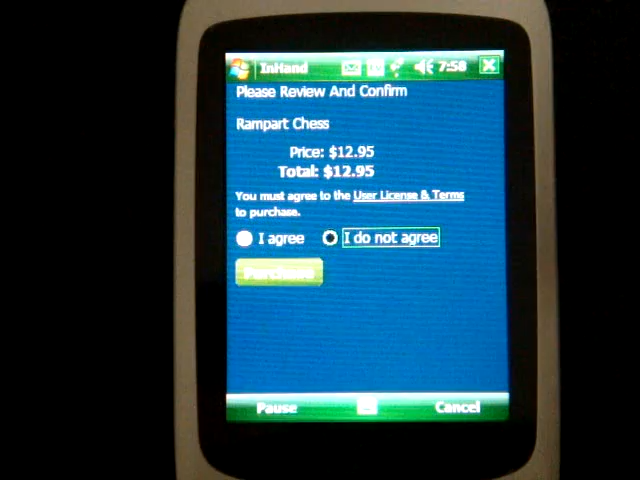 InHand 7:58
Please Review And Confirm
Rampart Chess
Price: $12.95
Total: $12.95
You must agree to the User License & Terms
to purchase.
I agree I do not agree
Purchase
Pause Cancel